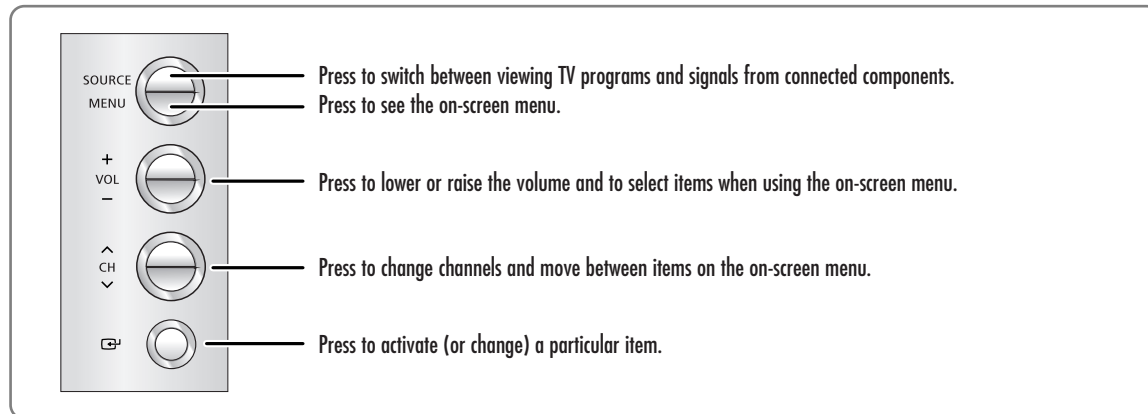 SOURCE
MENU
Press to switch between viewing TV programs and signals from connected components.
Press to see the on-screen menu.
+
VOL
–
Press to lower or raise the volume and to select items when using the on-screen menu.
CH
Press to change channels and move between items on the on-screen menu.
Press to activate (or change) a particular item.